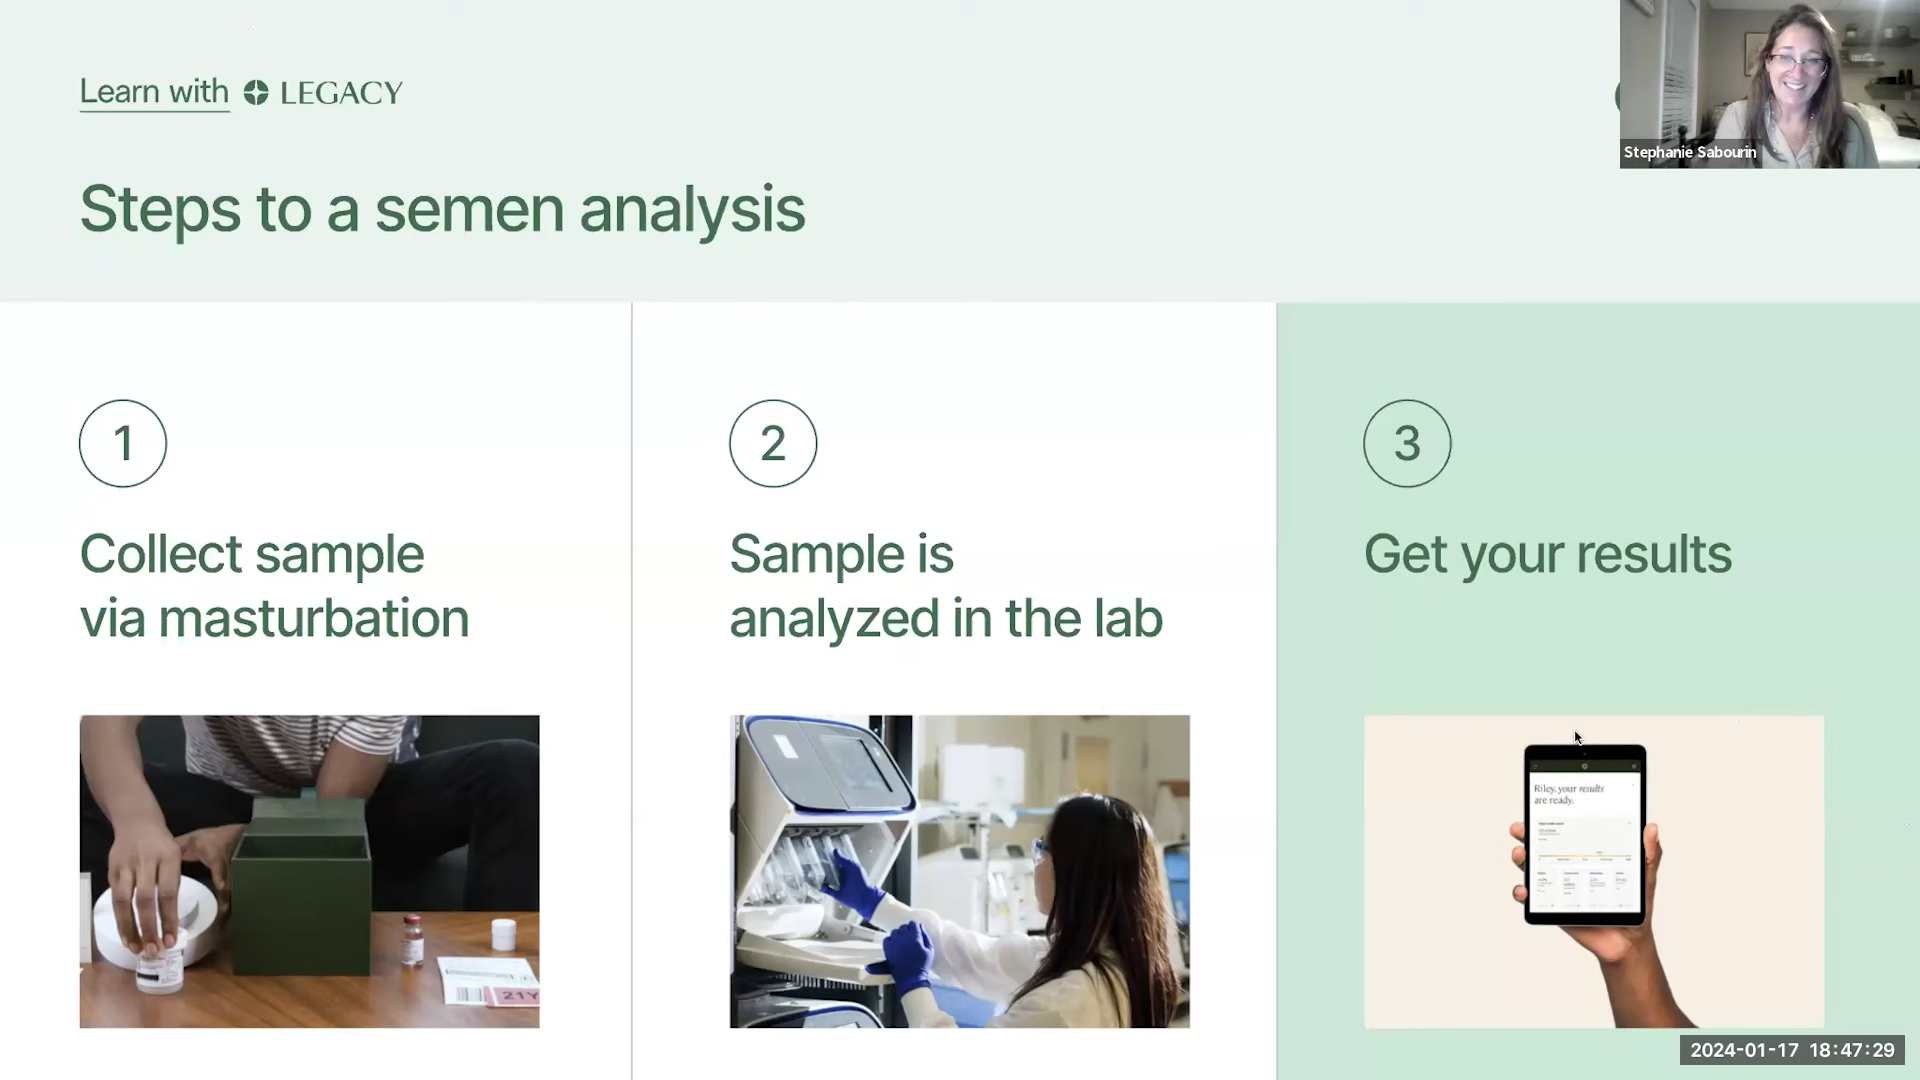 Learn with LEGACY
Stephanie Sabourin
Steps to a semen analysis
1
Collect sample
via masturbation
2
Sample is
analyzed in the lab
3
Get your results
21Y
Riley, your results
are ready.
2024-01-17 18:47:29